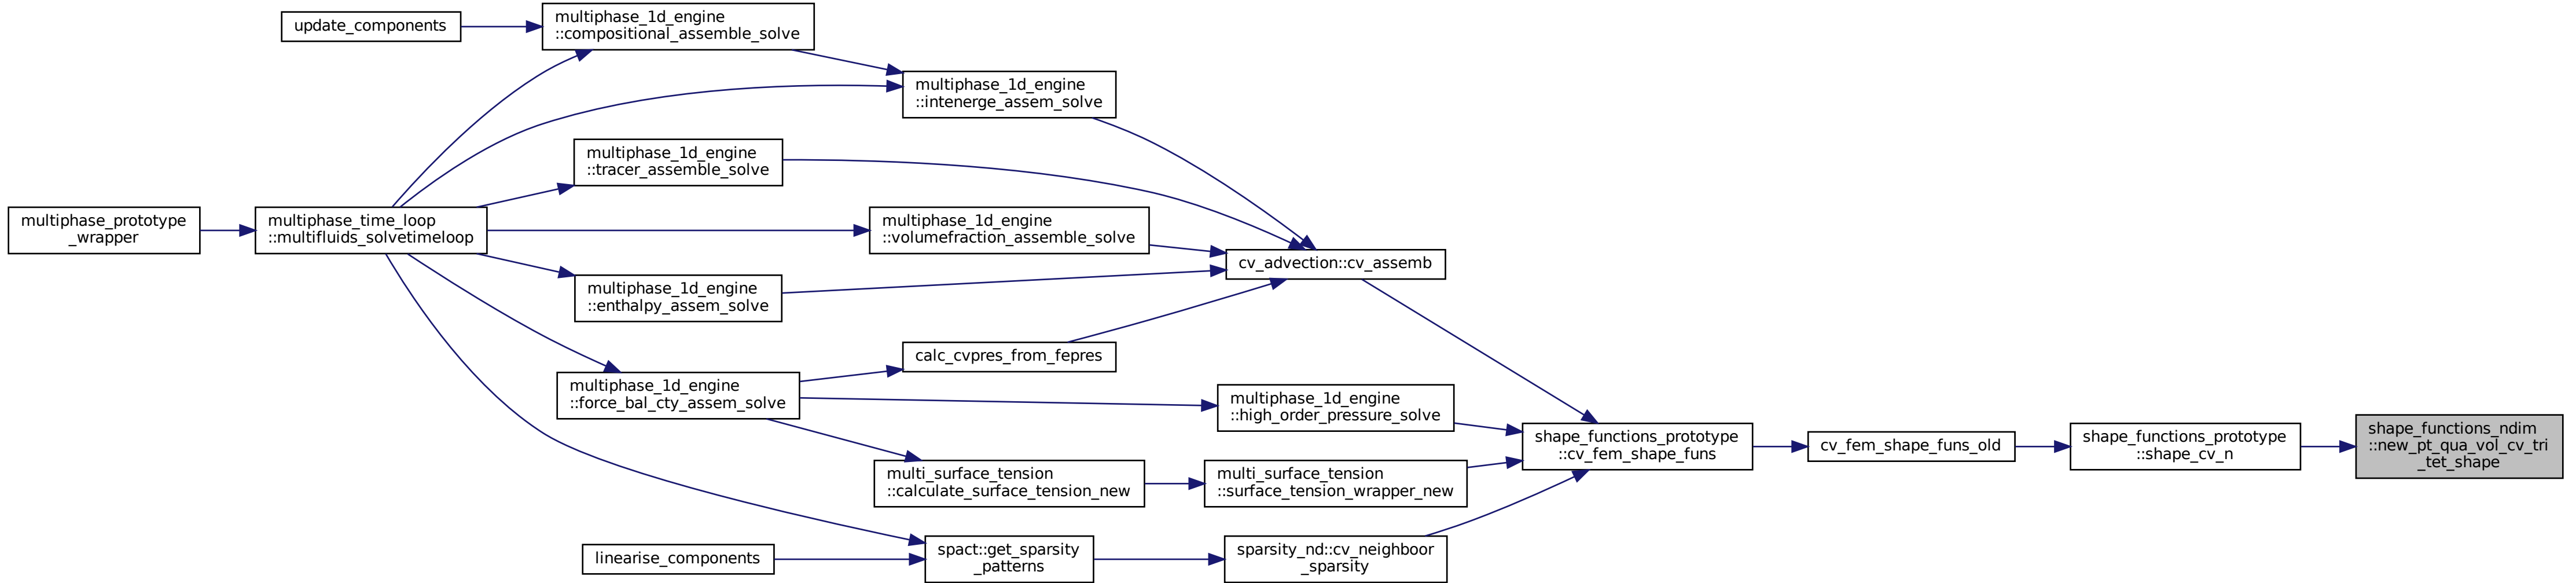 update_components
multiphase_1d_engine
::compositional_assemble_solve
multiphase_1d_engine
::intenerge_assem_solve
multiphase_1d_engine
::tracer_assemble_solve
multiphase_prototype
_wrapper
multiphase_time_loop
::multifluids_solvetimeloop
multiphase_1d_engine
::volumefraction_assemble_solve
cv_advection::cv_assemb
multiphase_1d_engine
::enthalpy_assem_solve
calc_cvpres_from_fepres
multiphase_1d_engine
::force_bal_cty_assem_solve
multiphase_1d_engine
::high_order_pressure_solve
shape_functions_prototype
::cv_fem_shape_funs
cv_fem_shape_funs_old
shape_functions_prototype
::shape_cv_n
shape_functions_ndim
::new_pt_qua_vol_cv_tri
_tet_shape
multi_surface_tension
::calculate_surface_tension_new
multi_surface_tension
::surface_tension_wrapper_new
linearise_components
spact::get_sparsity
_patterns
sparsity_nd::cv_neighboor
_sparsity